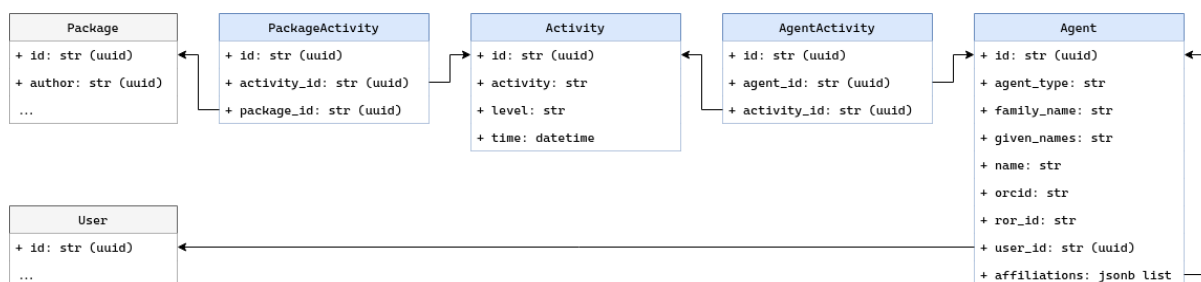 Package
+ id: str (uuid)
+ author: str (uuid)
...
PackageActivity
+ id: str (uuid)
+ activity_id: str (uuid)
+ package_id: str (uuid)
Activity
+ id: str (uuid)
+ activity: str
+ level: str
+ time: datetime
AgentActivity
+ id: str (uuid)
+ agent_id: str (uuid)
+ activity_id: str (uuid)
Agent
+ id: str (uuid)
+ agent_type: str
+ family_name: str
+ given_names: str
+ name: str
+ orcid: str
+ ror_id: str
+ user_id: str (uuid)
+ affiliations: jsonb list
User
+ id: str (uuid)
...